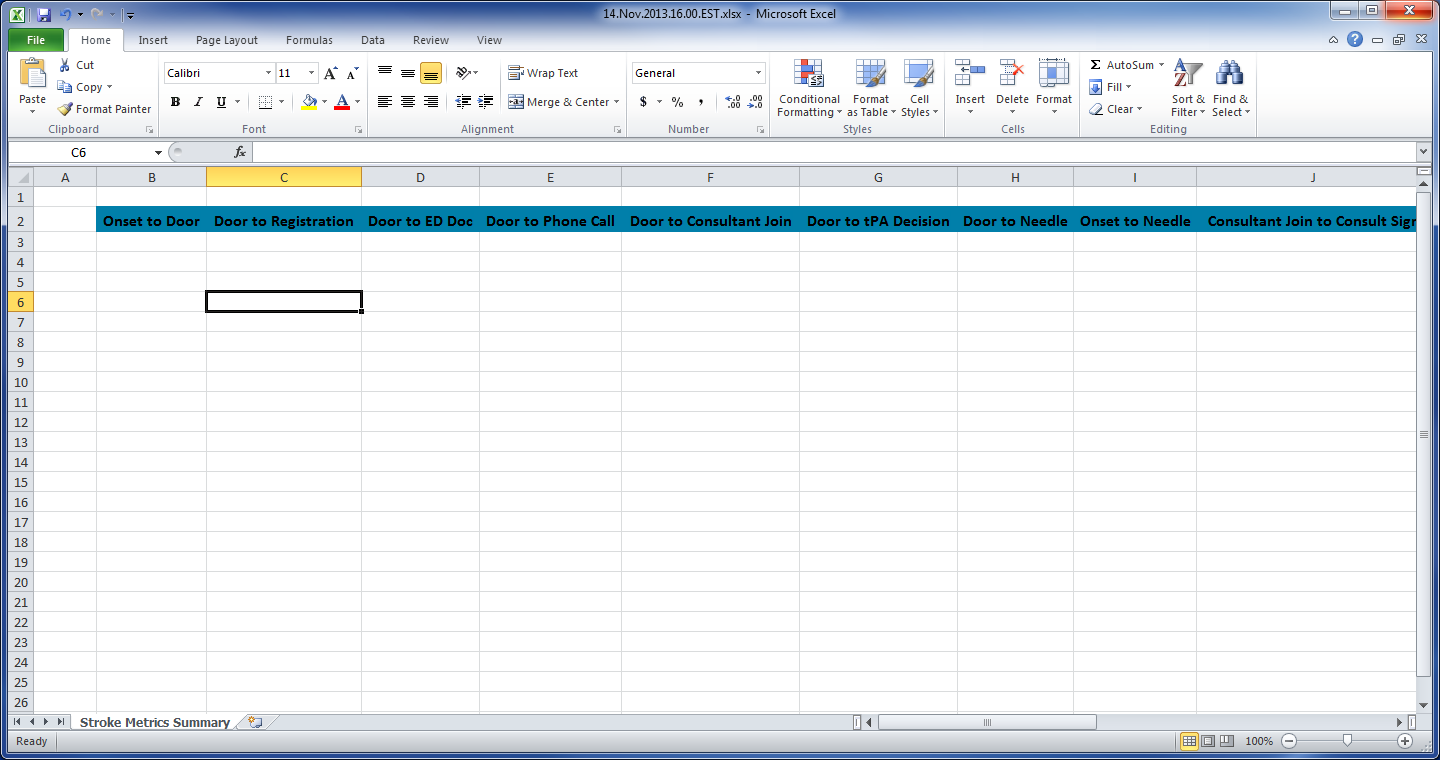 14.Nov.2013.16.00.EST.xlsx - Microsoft Excel
File Home Insert Page Layout Formulas Data Review View
Paste
Cut
Copy
Format Painter
Clipboard
Calibri 11
B I U
Font
Wrap Text
Merge & Center
Alignment
General
$ % ,
Number
Conditional Formatting
Format as Table
Cell Styles
Styles
Insert Delete Format
Cells
Σ AutoSum
Fill
Clear
Sort & Filter
Find & Select
Editing
C6 fx
A B C D E F G H I J
1
2 Onset to Door Door to Registration Door to ED Doc Door to Phone Call Door to Consultant Join Door to tPA Decision Door to Needle Onset to Needle Consultant Join to Consult Sign
3
4
5
6
7
8
9
10
11
12
13
14
15
16
17
18
19
20
21
22
23
24
25
26
Stroke Metrics Summary
Ready 100%